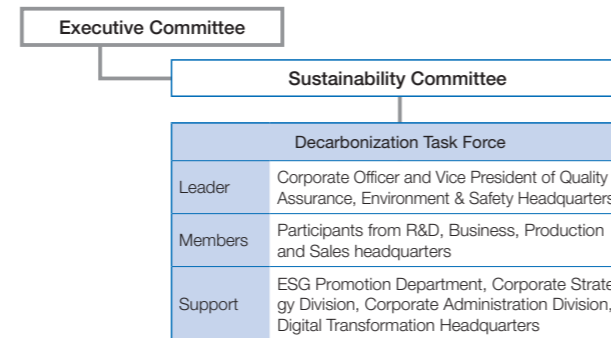 Executive Committee
Sustainability Committee
Decarbonization Task Force
Leader
Corporate Officer and Vice President of Quality
Assurance, Environment & Safety Headquarters
Members
Participants from R&D, Business, Production
and Sales headquarters
Support
ESG Promotion Department, Corporate Strate-
gy Division, Corporate Administration Division,
Digital Transformation Headquarters